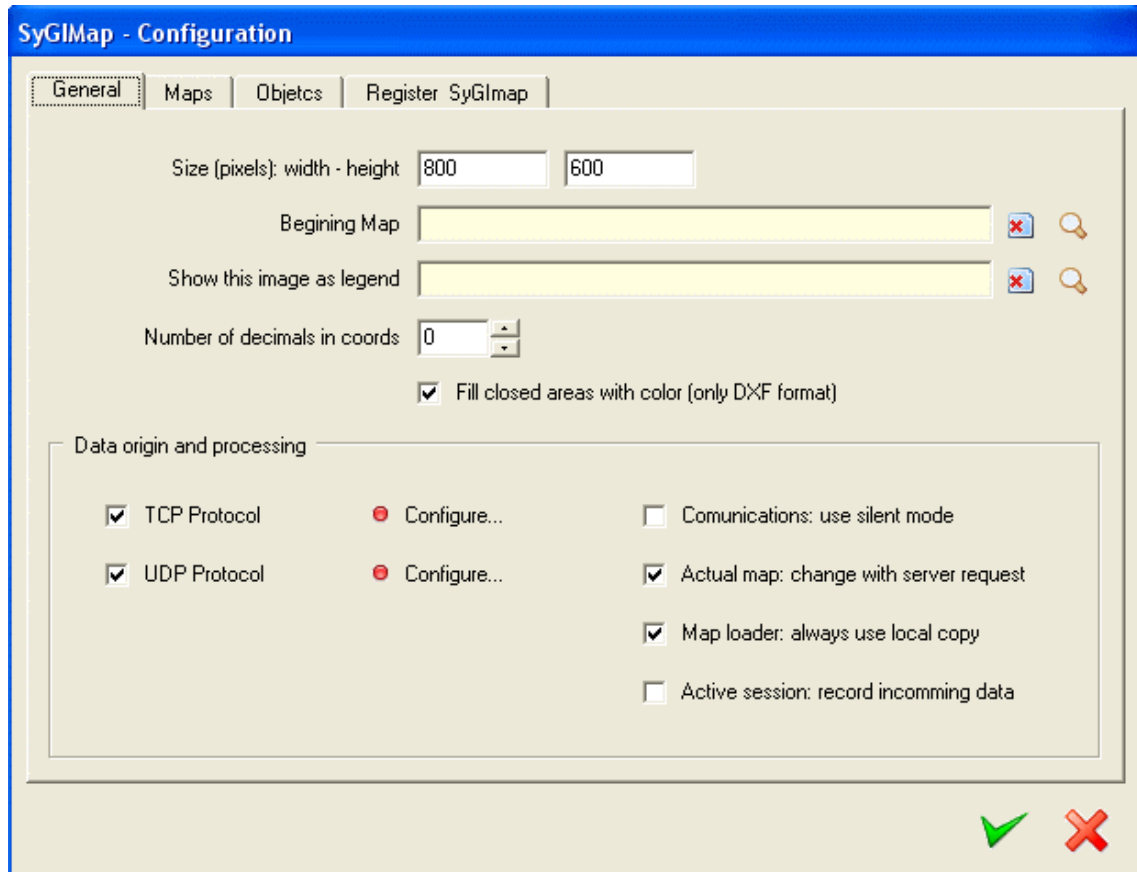 SyGIMap - Configuration
General Maps Objetcs Register SyGImap
Size (pixels): width - height 800 600
Begining Map
Show this image as legend
Number of decimals in coords 0
Fill closed areas with color (only DXF format)
Data origin and processing
TCP Protocol Configure... Comunications: use silent mode
UDP Protocol Configure... Actual map: change with server request
Map loader: always use local copy
Active session: record incomming data